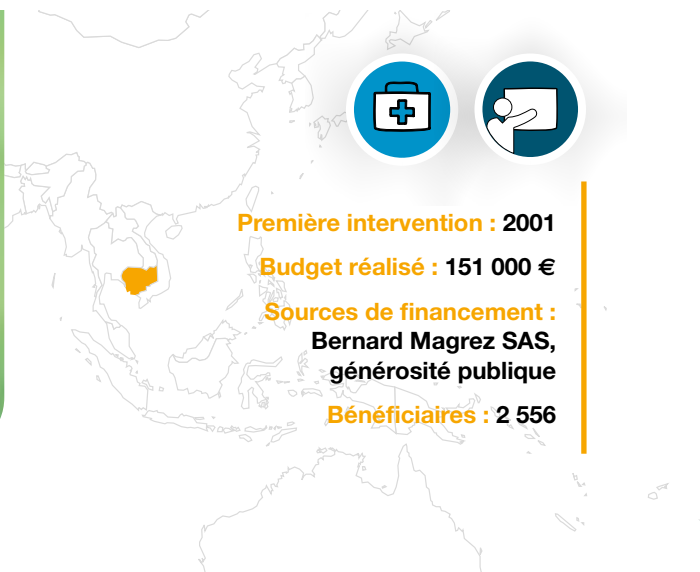 Première intervention : 2001
Budget réalisé : 151 000 €
Sources de financement :
Bernard Magrez SAS,
générosité publique
Bénéficiaires : 2 556